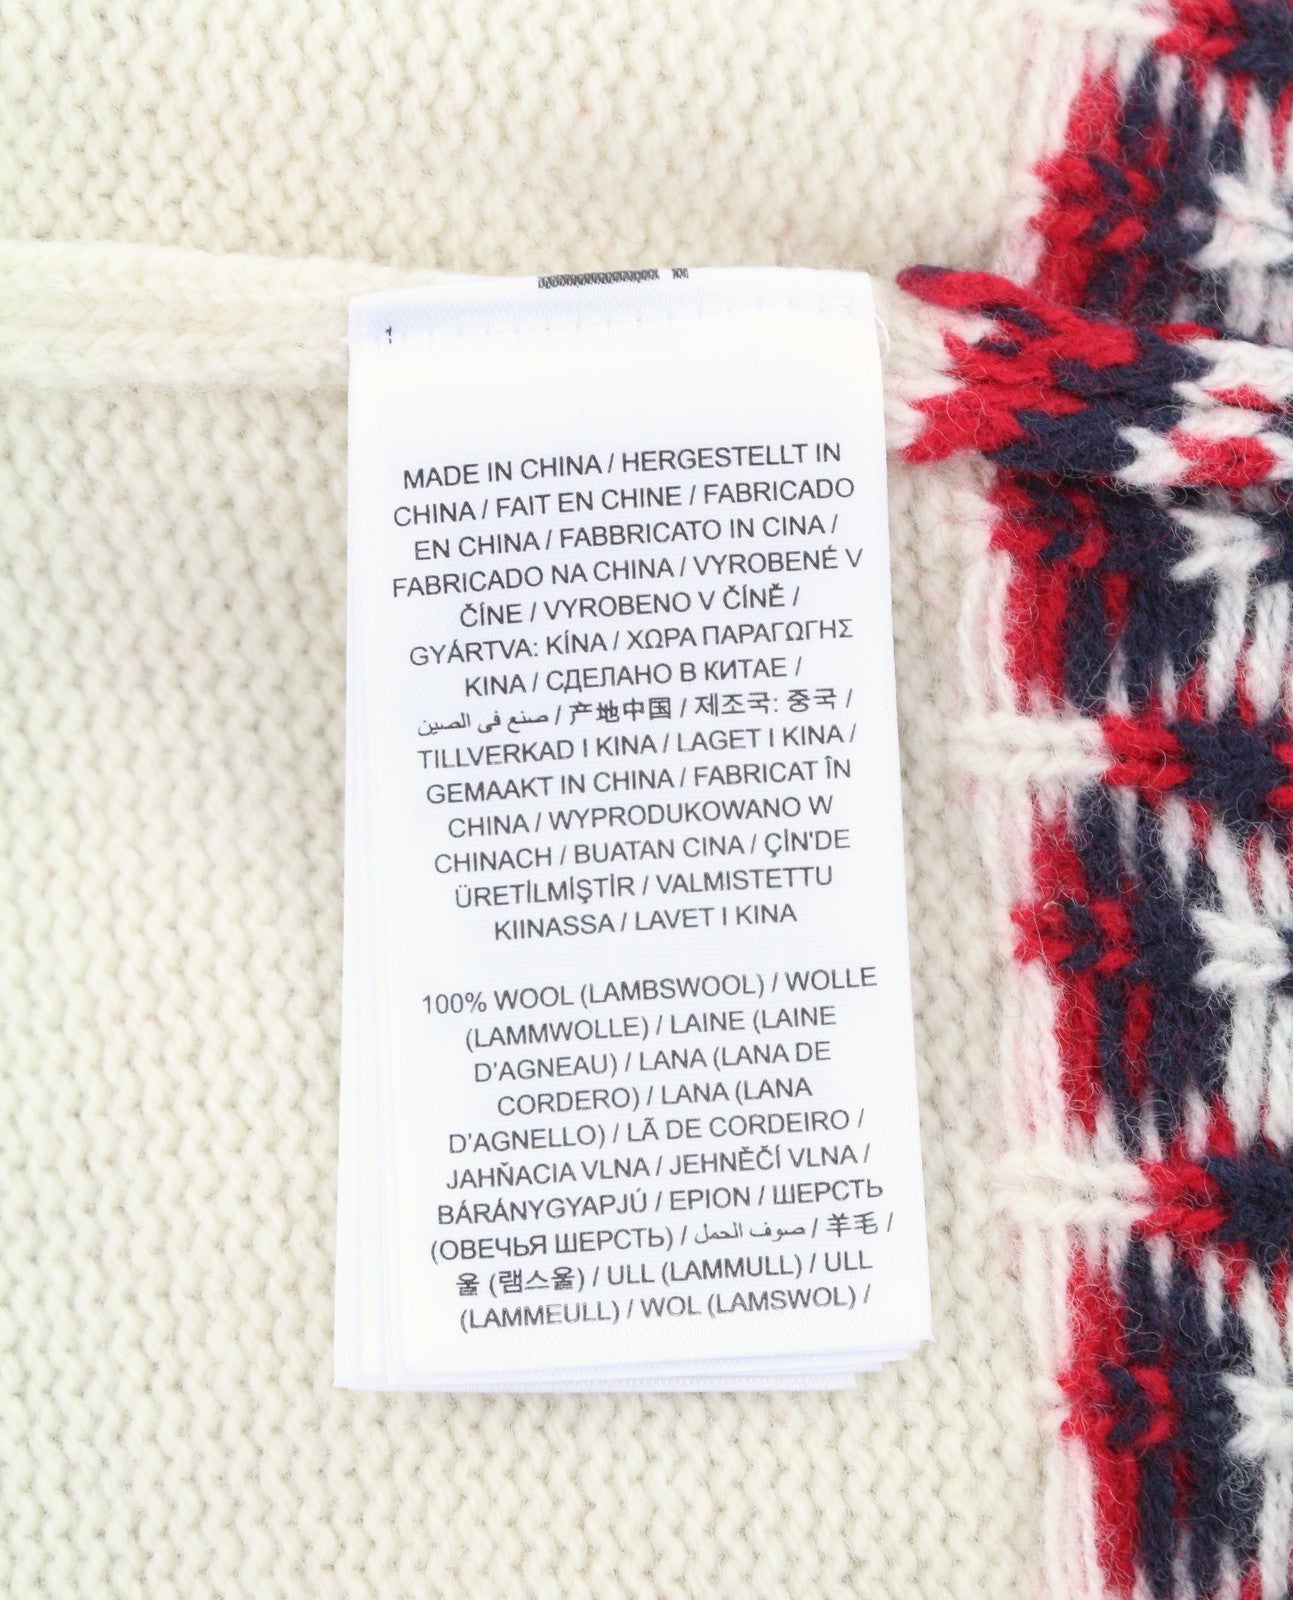 1
MADE IN CHINA / HERGESTELLT IN
CHINA / FAIT EN CHINE / FABRICADO
EN CHINA / FABBRICATO IN CINA /
FABRICADO NA CHINA / VYROBENÉ V
ČÍNE / VYROBENO V ČÍNĚ /
GYÁRTVA: KÍNA / ΧΩΡΑ ΠΑΡΑΓΩΓΗΣ
KINA / СДЕЛАНО В КИТАЕ /
صنع في الصين / 产地中国 / 제조국: 중국 /
TILLVERKAD I KINA / LAGET I KINA /
GEMAAKT IN CHINA / FABRICAT ÎN
CHINA / WYPRODUKOWANO W
CHINACH / BUATAN CINA / ÇİN'DE
ÜRETİLMİŞTİR / VALMISTETTU
KIINASSA / LAVET I KINA
100% WOOL (LAMBSWOOL) / WOLLE
(LAMMWOLLE) / LAINE (LAINE
D'AGNEAU) / LANA (LANA DE
CORDERO) / LANA (LANA
D'AGNELLO) / LÃ DE CORDEIRO /
JAHŇACIA VLNA / JEHNĚČÍ VLNA /
BÁRÁNYGYAPJÚ / ΕΡΙΟΝ / ШЕРСТЬ
(ОВЕЧЬЯ ШЕРСТЬ) / صوف الحمل / 羊毛 /
울 (램스울) / ULL (LAMMULL) / ULL
(LAMMEULL) / WOL (LAMSWOL) /